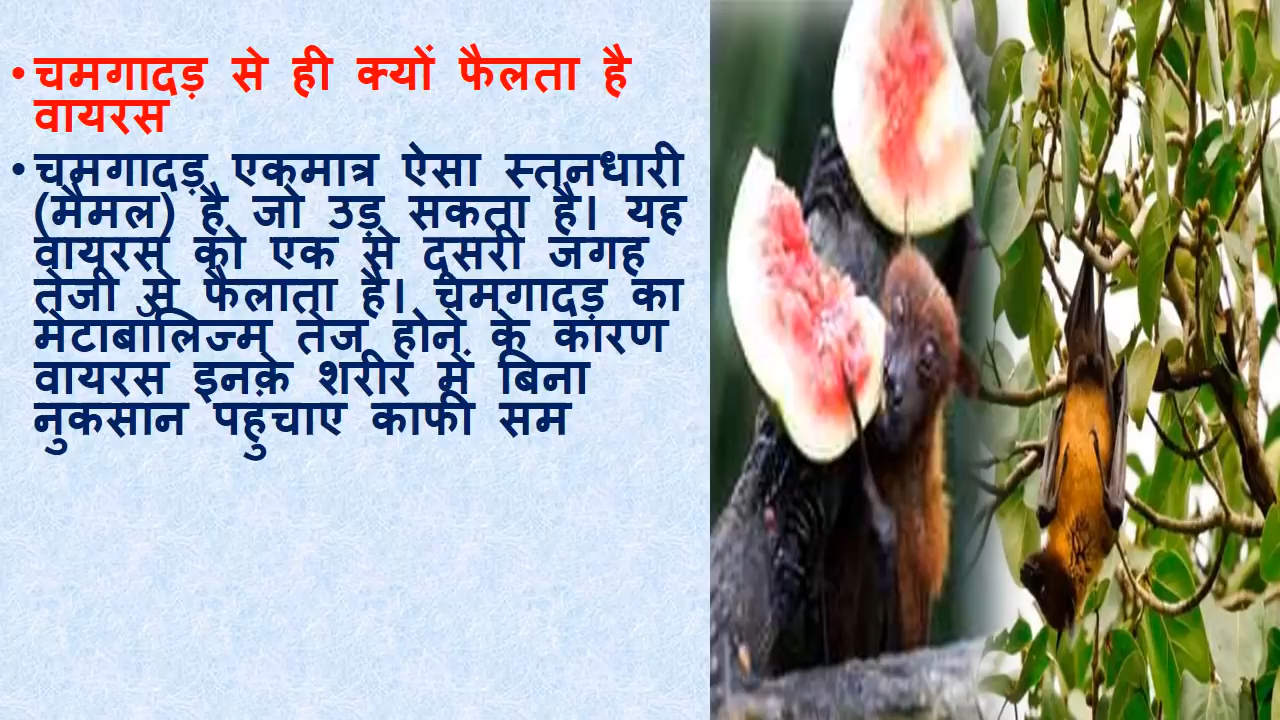 • चमगादड़ से ही क्यों फैलता है
वायरस
• चमगादड़ एकमात्र ऐसा स्तनधारी
(मैमल) है जो उड़ सकता है। यह
वायरस को एक से दूसरी जगह
तेजी से फैलाता है। चमगादड़ का
मेटाबॉलिज्म तेज होने के कारण
वायरस इनक़े शरीर में बिना
नुकसान पहुचाए काफी सम